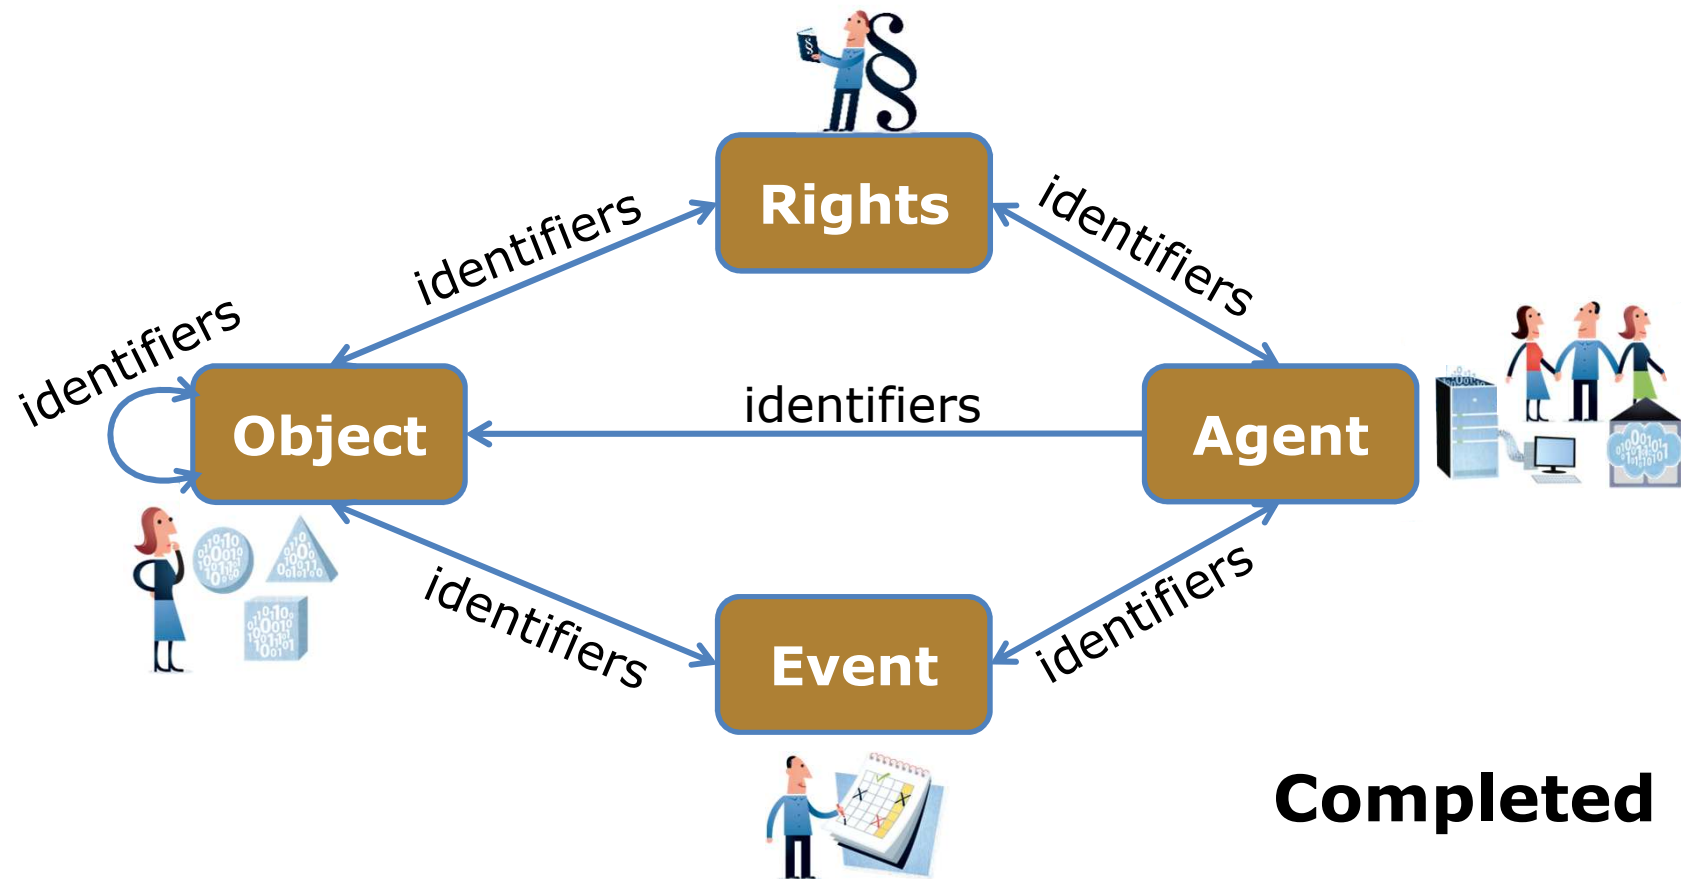 Rights
identifiers
identifiers
identifiers
Object
identifiers
Agent
identifiers
identifiers
Event
Completed